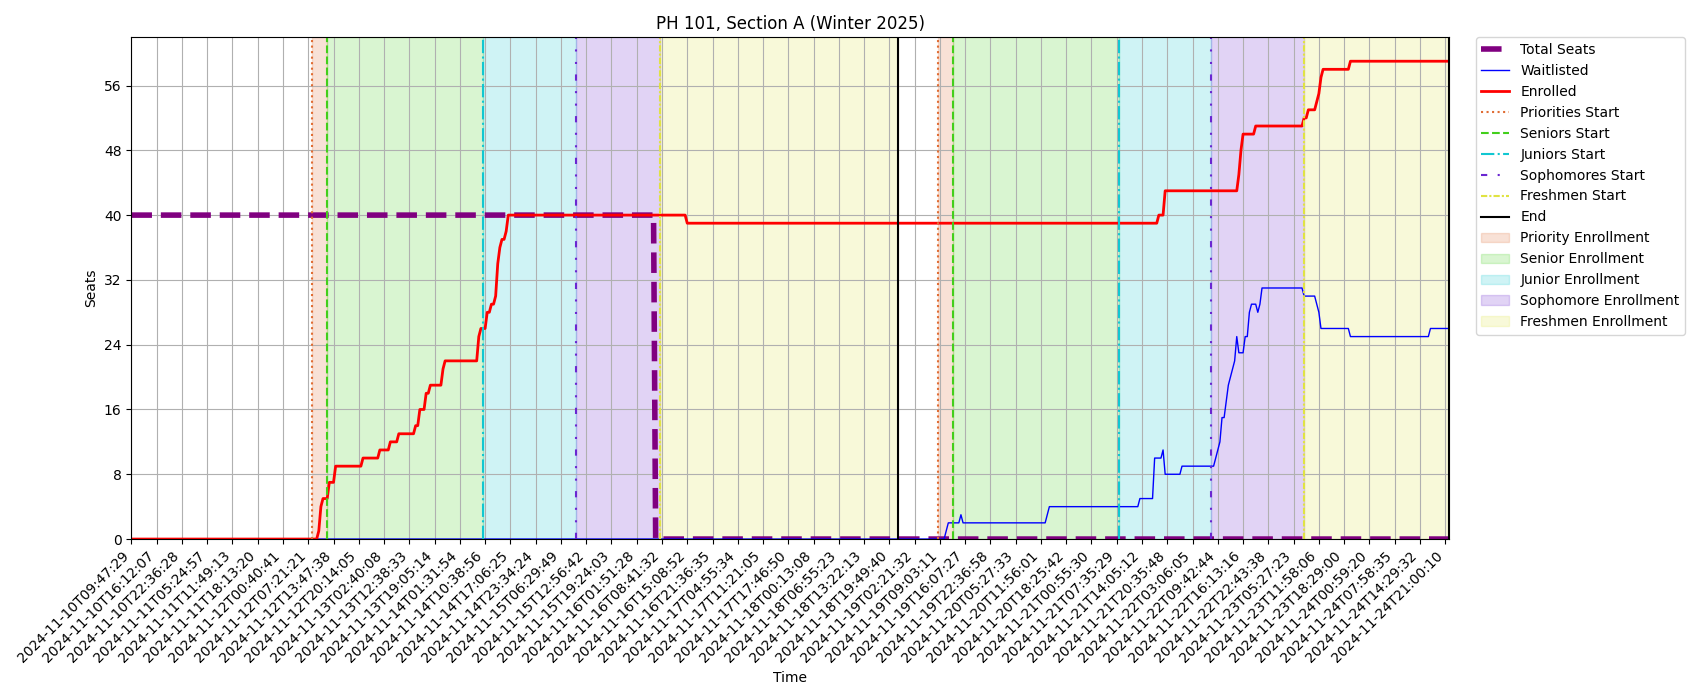 PH 101, Section A (Winter 2025)
Seats
56
48
40
32
24
16
8
0
2024-11-10T09:47:29
2024-11-10T16:12:07
2024-11-10T22:36:28
2024-11-11T05:24:57
2024-11-11T11:49:13
2024-11-11T18:13:20
2024-11-12T00:40:41
2024-11-12T07:21:21
2024-11-12T13:47:38
2024-11-12T20:14:05
2024-11-13T02:40:08
2024-11-13T12:38:33
2024-11-13T19:05:14
2024-11-14T01:31:54
2024-11-14T10:38:56
2024-11-14T17:06:25
2024-11-14T23:34:24
2024-11-15T06:29:49
2024-11-15T12:56:42
2024-11-15T19:24:03
2024-11-16T01:51:28
2024-11-16T08:41:32
2024-11-16T15:08:52
2024-11-16T21:36:35
2024-11-17T04:55:34
2024-11-17T11:21:05
2024-11-17T17:46:50
2024-11-18T00:13:08
2024-11-18T06:55:23
2024-11-18T13:22:13
2024-11-18T19:49:40
2024-11-19T02:21:32
2024-11-19T09:03:11
2024-11-19T16:07:27
2024-11-19T22:36:58
2024-11-20T05:27:33
2024-11-20T11:56:01
2024-11-20T18:25:42
2024-11-21T00:55:30
2024-11-21T07:35:29
2024-11-21T14:05:12
2024-11-21T20:35:48
2024-11-22T03:06:05
2024-11-22T09:42:44
2024-11-22T16:13:16
2024-11-22T22:43:38
2024-11-23T05:27:23
2024-11-23T11:58:06
2024-11-23T18:29:00
2024-11-24T00:59:20
2024-11-24T07:58:35
2024-11-24T14:29:32
2024-11-24T21:00:10
Time
Total Seats
Waitlisted
Enrolled
Priorities Start
Seniors Start
Juniors Start
Sophomores Start
Freshmen Start
End
Priority Enrollment
Senior Enrollment
Junior Enrollment
Sophomore Enrollment
Freshmen Enrollment